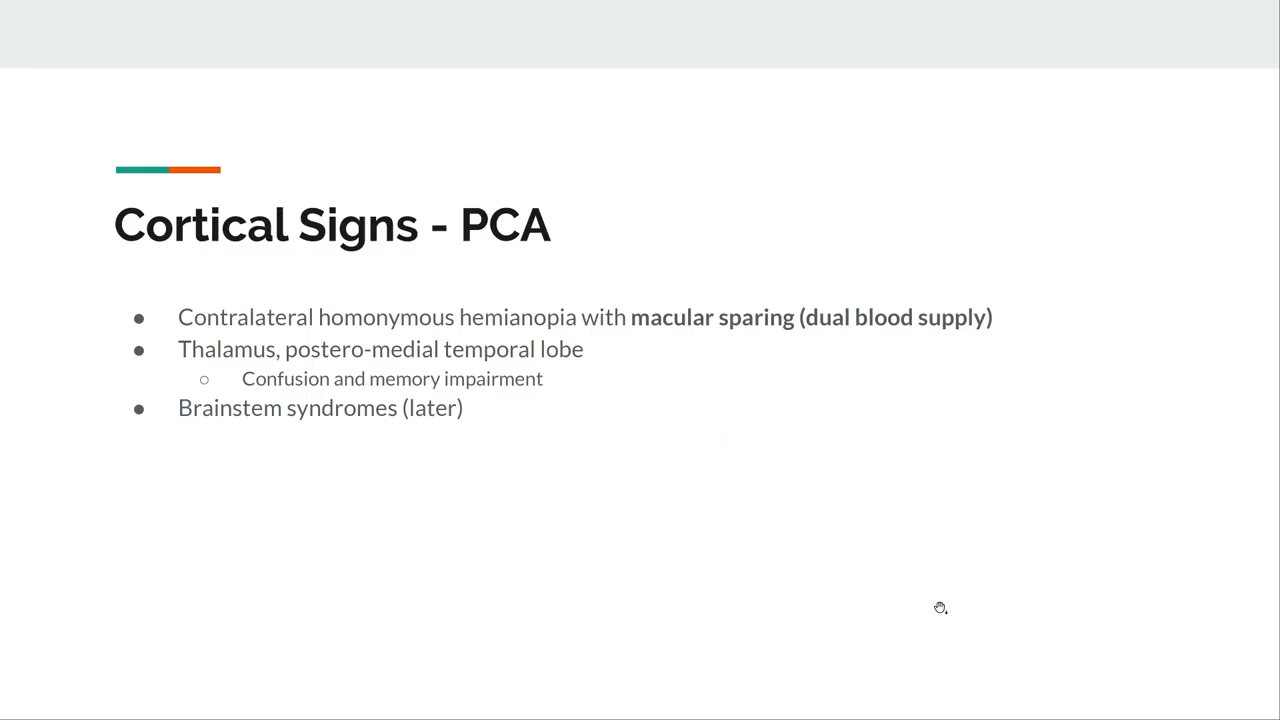 Cortical Signs - PCA
● Contralateral homonymous hemianopia with macular sparing (dual blood supply)
● Thalamus, postero-medial temporal lobe
○ Confusion and memory impairment
● Brainstem syndromes (later)